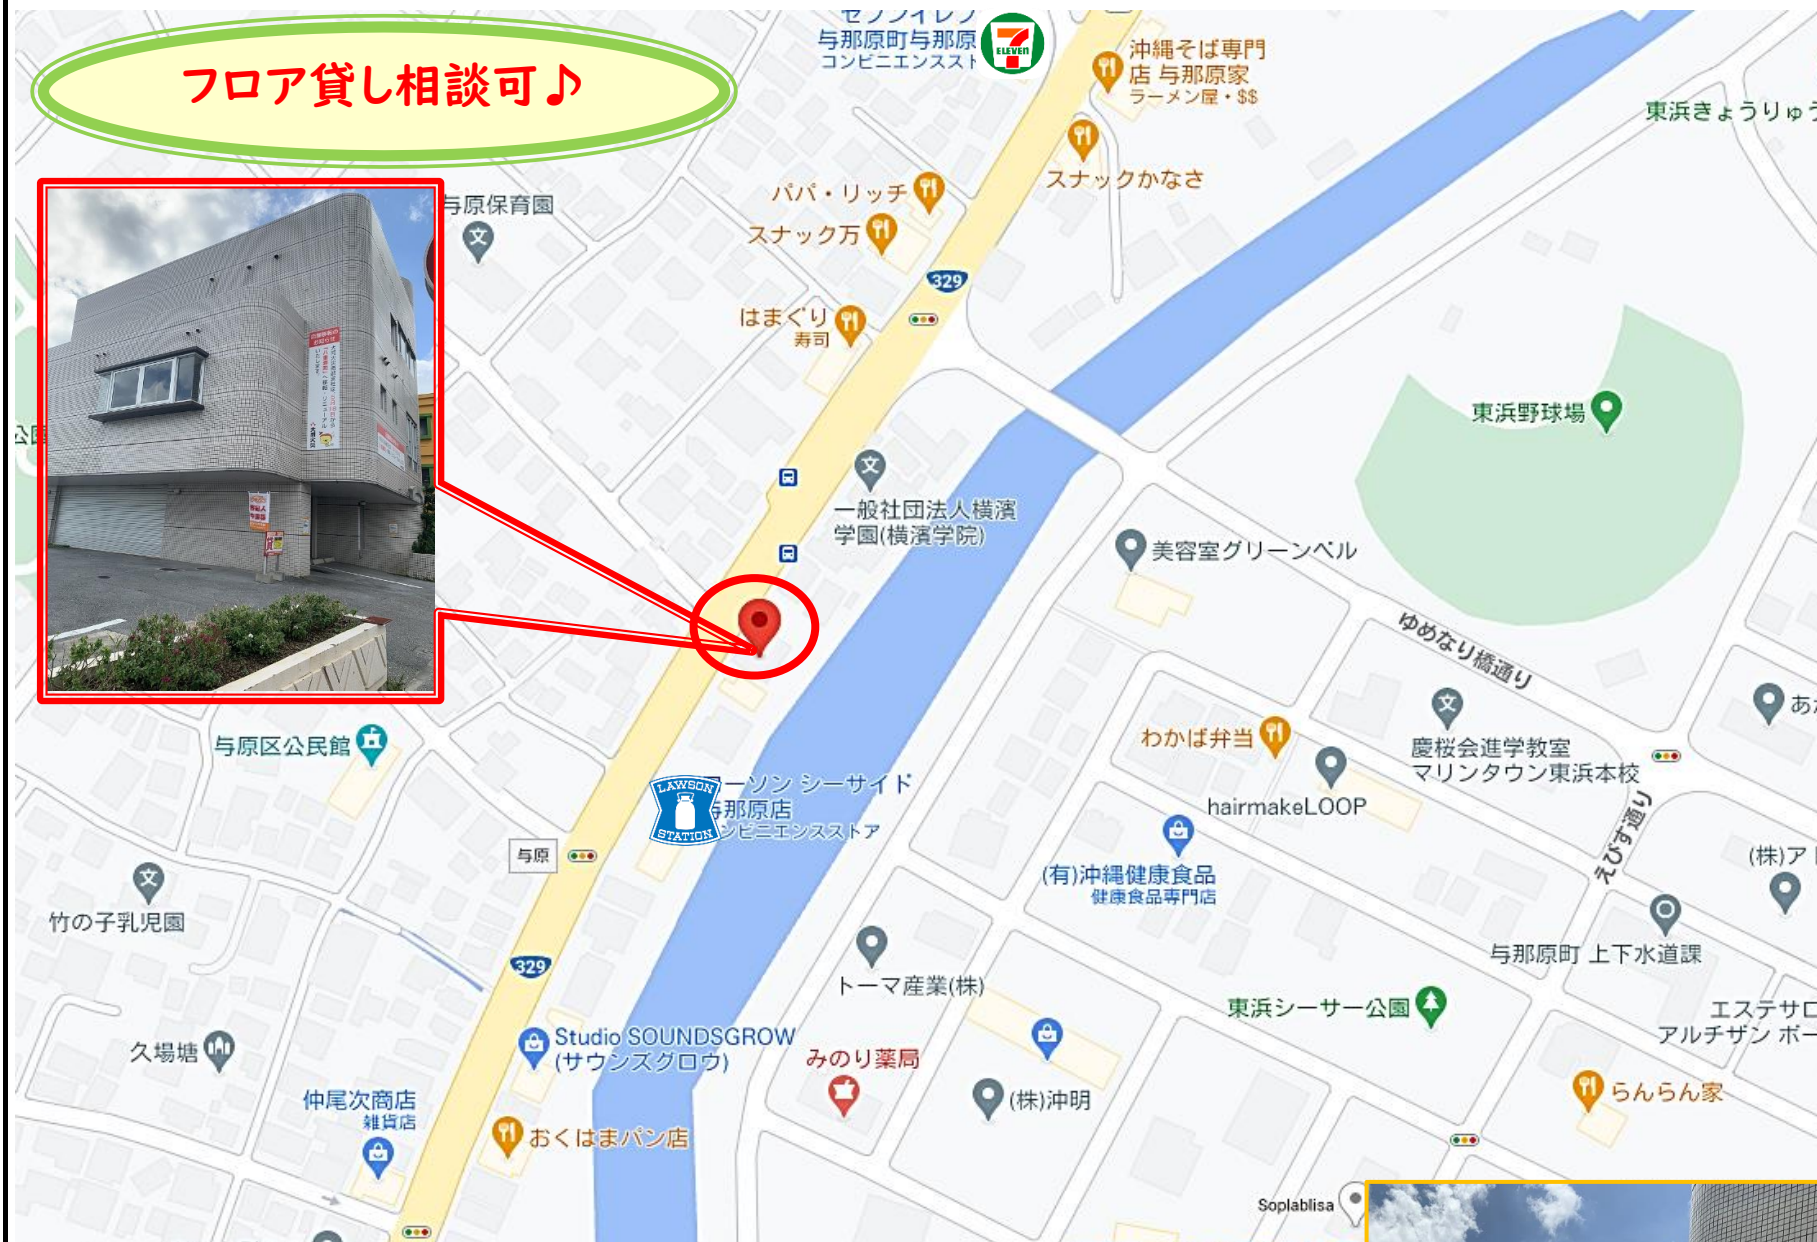 フロア貸し相談可♪
与那原町与那原
コンビニエンススト
ELEVEN
沖縄そば専門
店 与那原家
ラーメン屋・$$
東浜きょうりゅう
スナックかなさ
パパ・リッチ
スナック万
与原保育園
329
はまぐり
寿司
東浜野球場
一般社団法人横濱
学園(横濱学院)
美容室グリーンベル
ゆめなり橋通り
与原区公民館
わかば弁当
慶桜会進学教室
マリンタウン東浜本校
hairmakeLOOP
LAWSON
STATION
ーソン シーサイド
与那原店
ンビニエンスストア
与原
えびす通り
(有)沖縄健康食品
健康食品専門店
(株)ア
竹の子乳児園
与那原町 上下水道課
329
トーマ産業(株)
東浜シーサー公園
エステサロ
アルチザン ボー
Studio SOUNDSGROW
(サウンズグロウ)
みのり薬局
久場塘
(株)沖明
らんらん家
仲尾次商店
雑貨店
おくはまパン店
Soplablisa